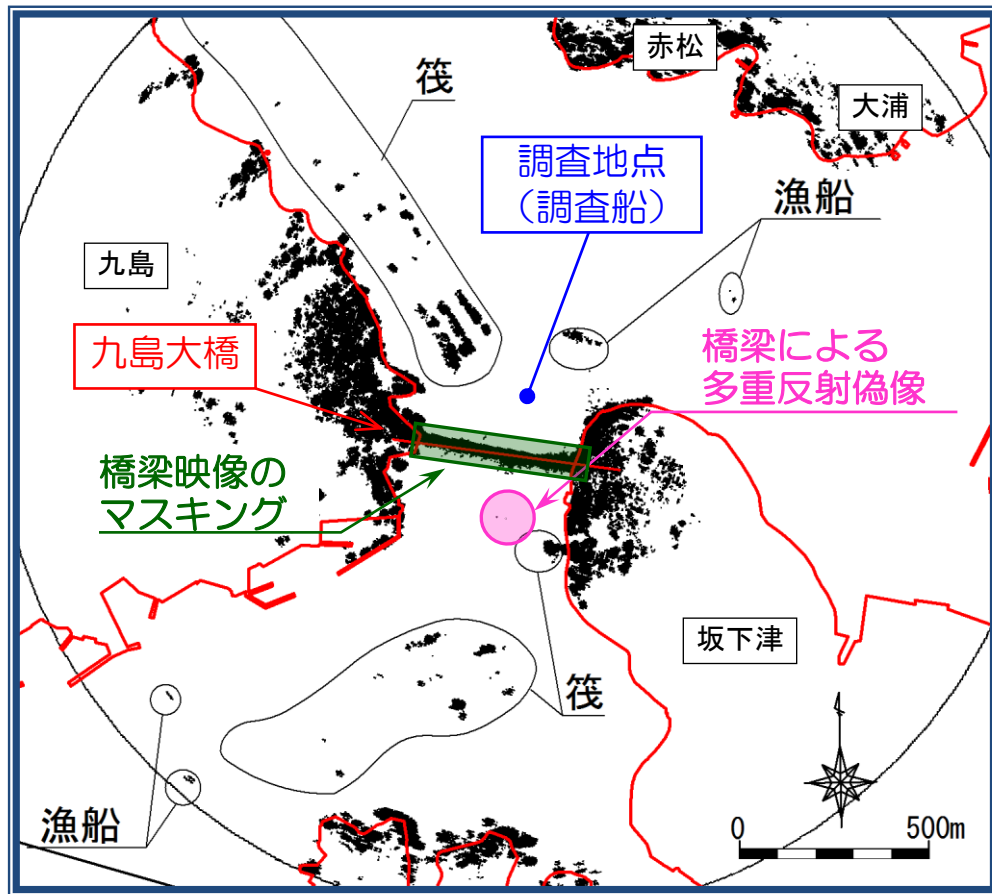 赤松
筏
大浦
調査地点
（調査船）
漁船
九島
九島大橋
橋梁による
多重反射偽像
橋梁映像の
マスキング
坂下津
筏
漁船
0 500m